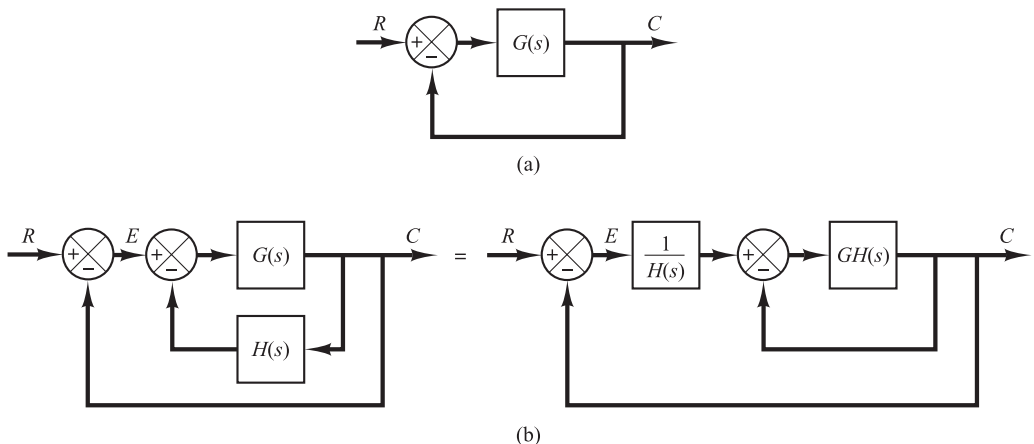 R + − G(s) C
(a)
R + − E + − G(s) C = R + − E 1/H(s) + − GH(s) C
H(s)
(b)